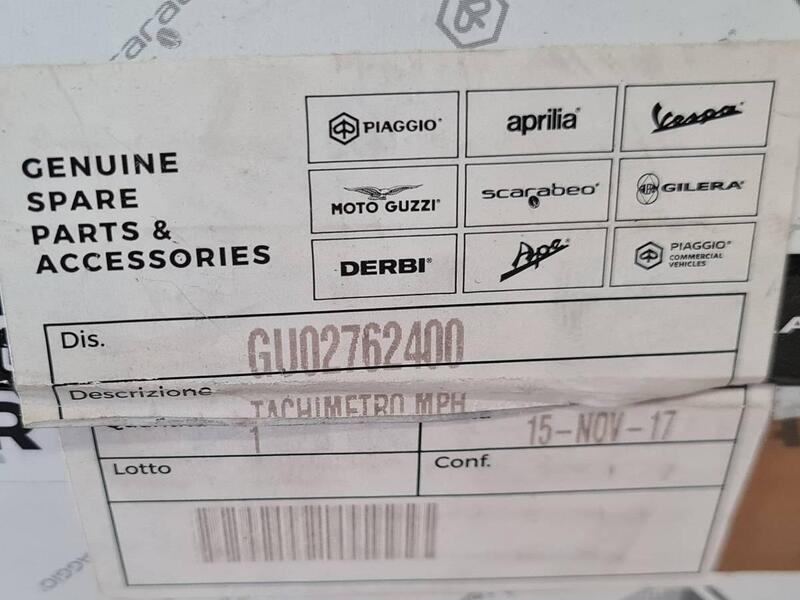 GENUINE
SPARE
PARTS &
ACCESSORIES
PIAGGIO® aprilia® Vespa®
MOTO GUZZI® scarabeo® GILERA®
DERBI® Ape® PIAGGIO®
COMMERCIAL
VEHICLES
Dis. GU02762400
Descrizione TACHIMETRO MPH
1 15-NOV-17
Lotto Conf.